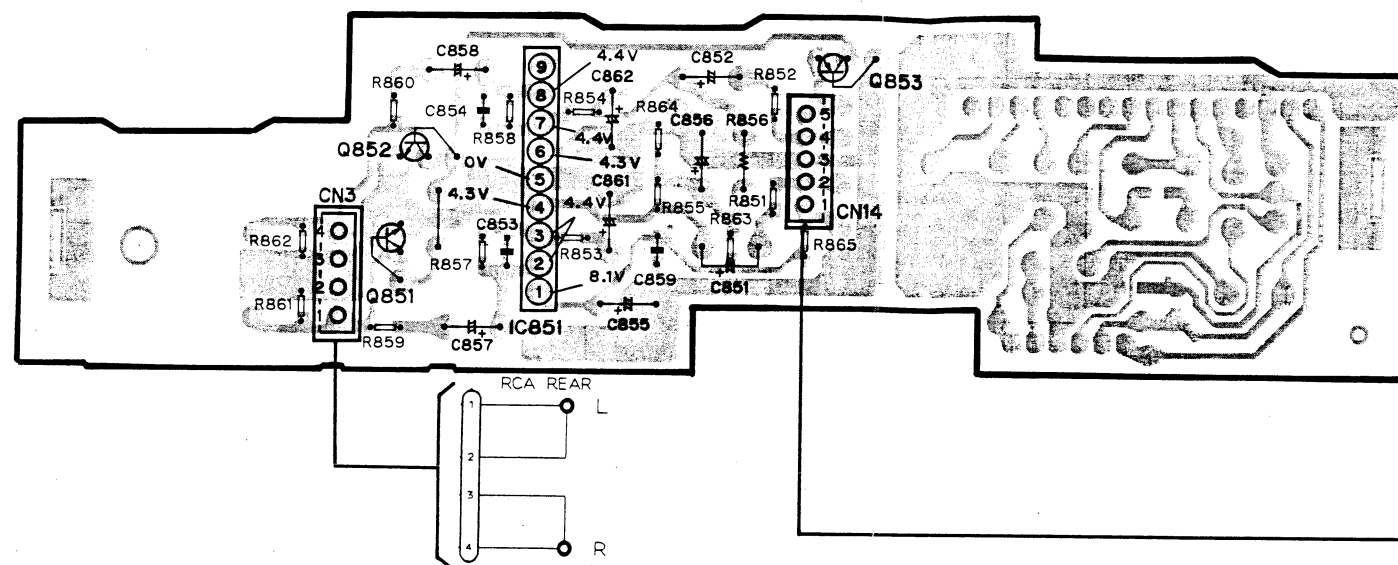 C858
4.4V
C852
R860
C854
R858
R854
C862
R864
R852
Q853
C856
R856
Q852
4.4V
0V
4.3V
C861
CN3
4.3V
4.4V
R855
R851
CN14
R863
R862
R857
C853
R853
C859
C851
R865
8.1V
R861
Q851
R859
C857
IC851
C855
9
8
7
6
5
4
3
2
1
4
3
2
1
5
4
3
2
1
RCA REAR
1
L
2
3
4
R